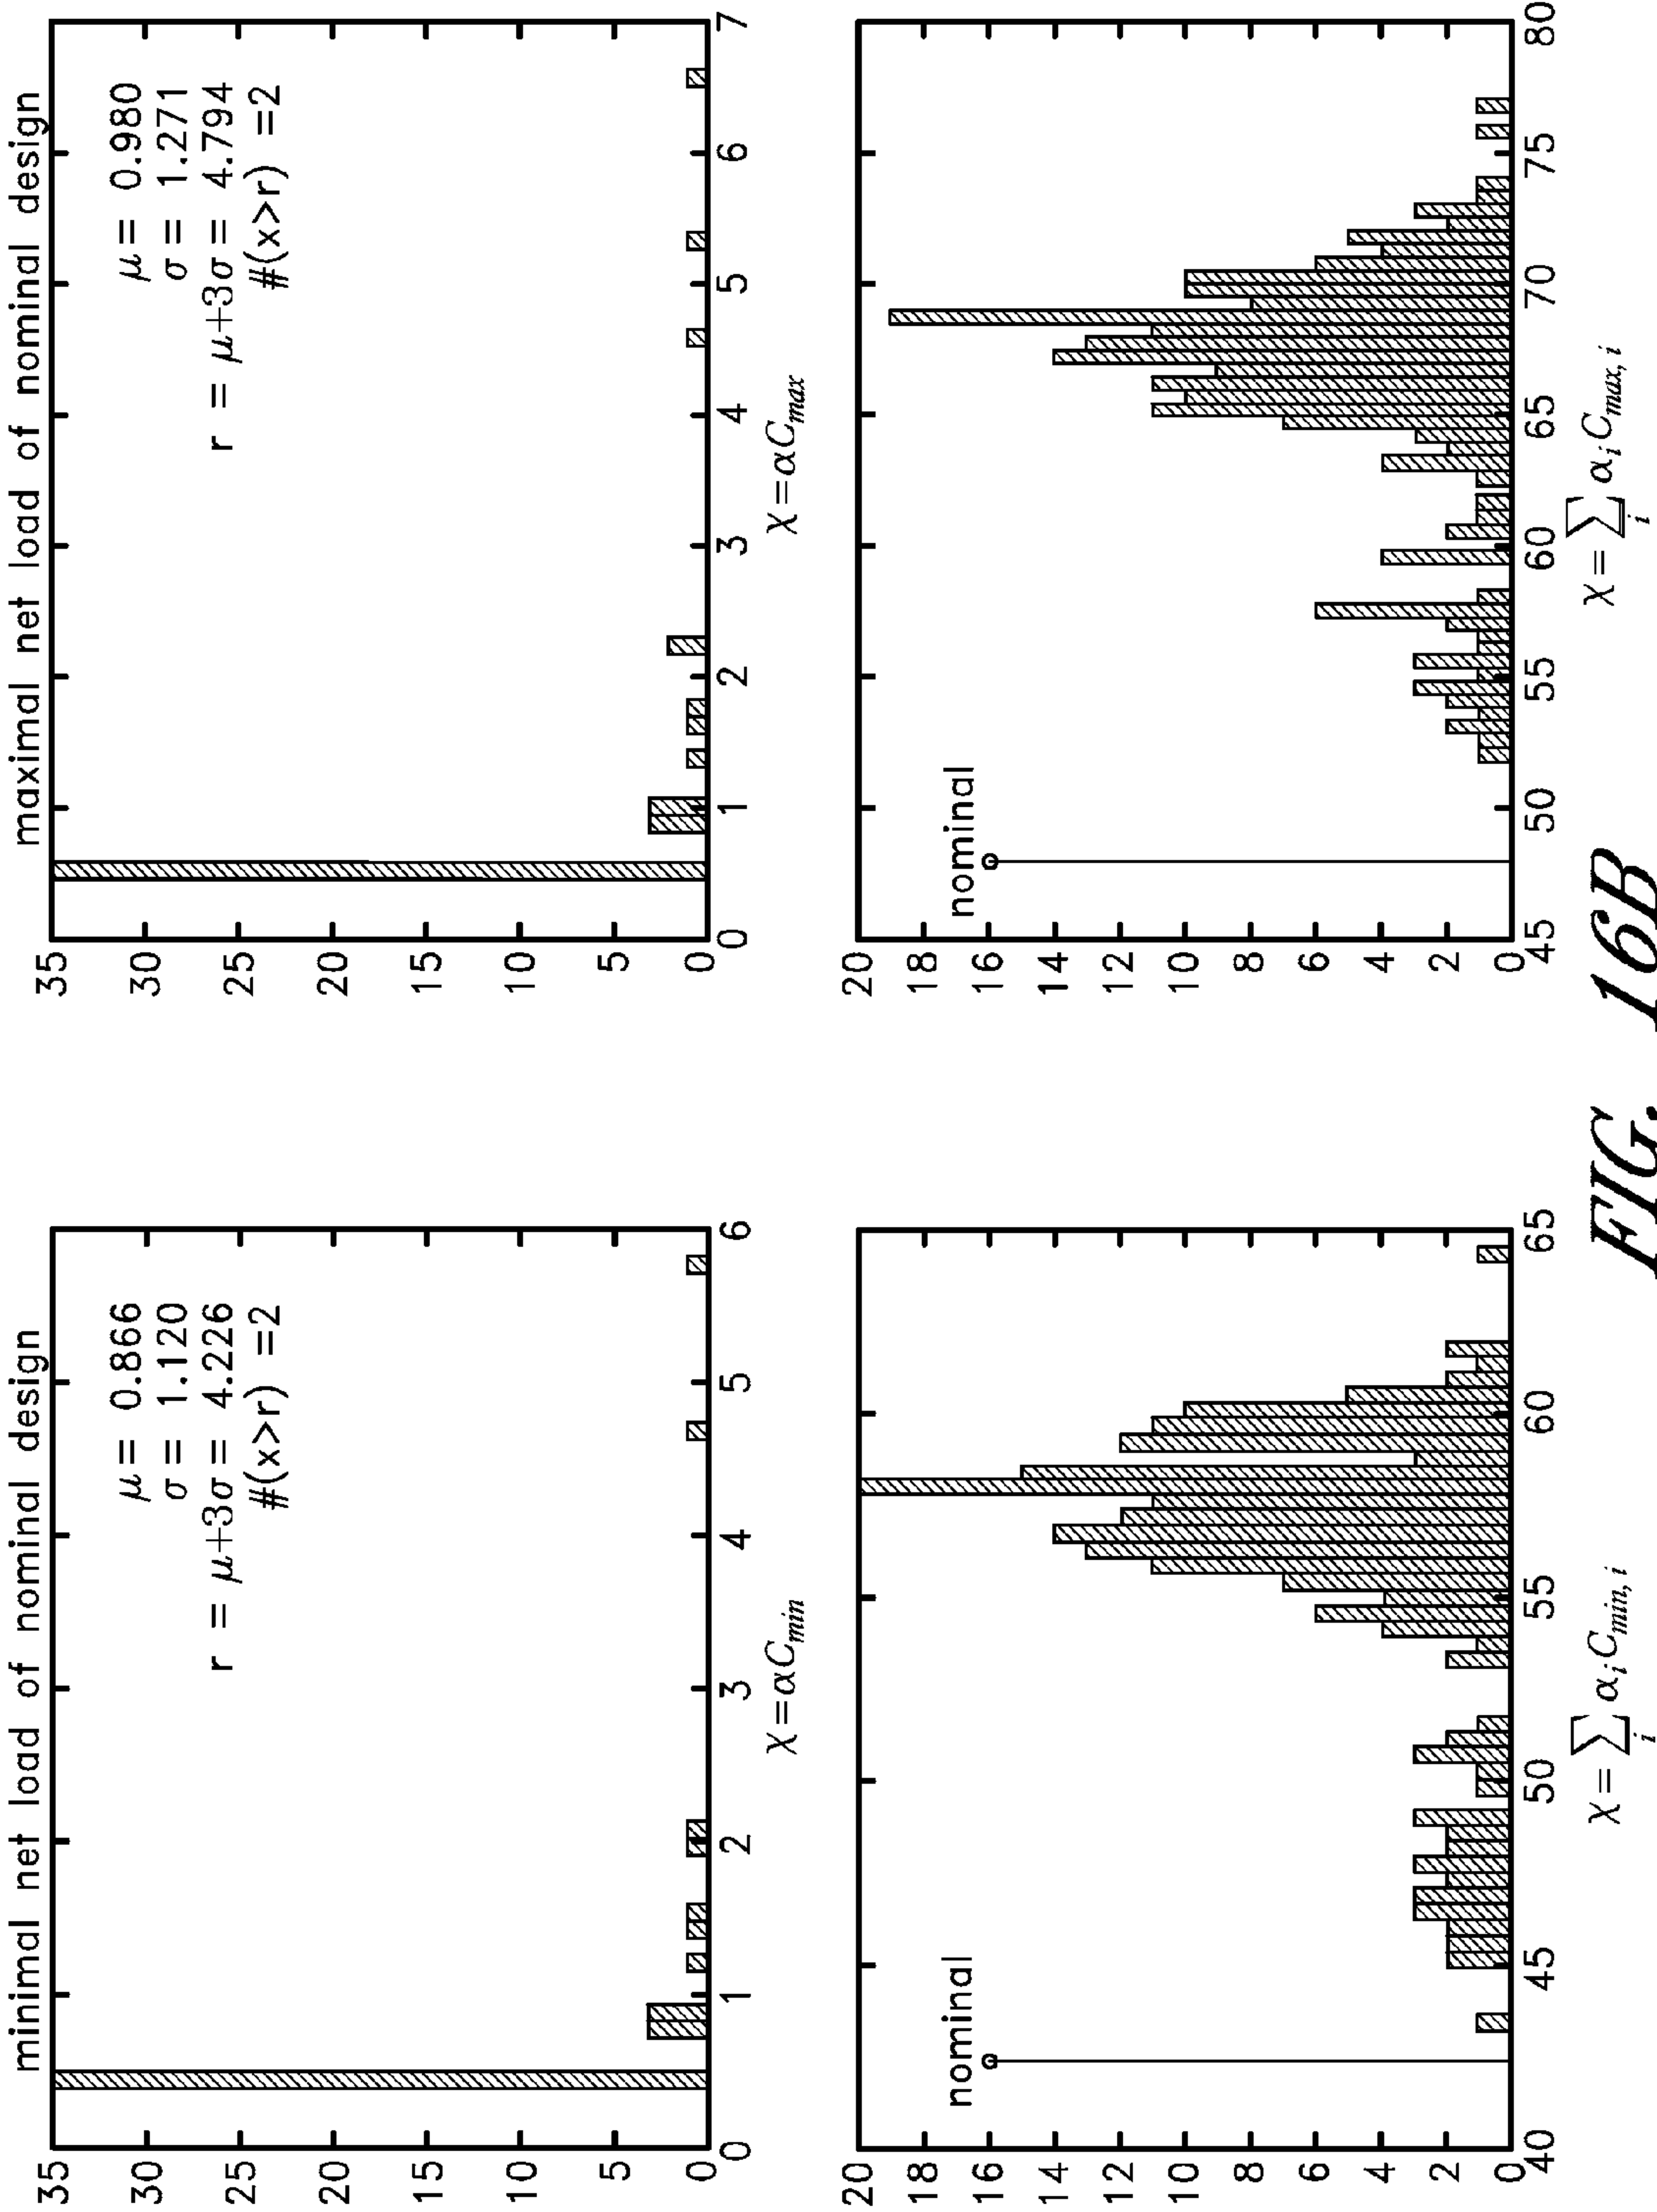 minimal net load of nominal design
35
30
25
20
15
10
5
0
μ = 0.866
σ = 1.120
r = μ+3σ = 4.226
#(x>r) =2
0 1 2 3 4 5 6
χ=αC_min
maximal net load of nominal design
35
30
25
20
15
10
5
0
μ = 0.980
σ = 1.271
r = μ+3σ = 4.794
#(x>r) =2
0 1 2 3 4 5 6 7
χ=αC_max
20
18
16
14
12
10
8
6
4
2
0
nominal
40 45 50 55 60 65
χ = ∑_i α_i C_min, i
20
18
16
14
12
10
8
6
4
2
0
nominal
45 50 55 60 65 70 75 80
χ = ∑_i α_i C_max, i
FIG. 16B